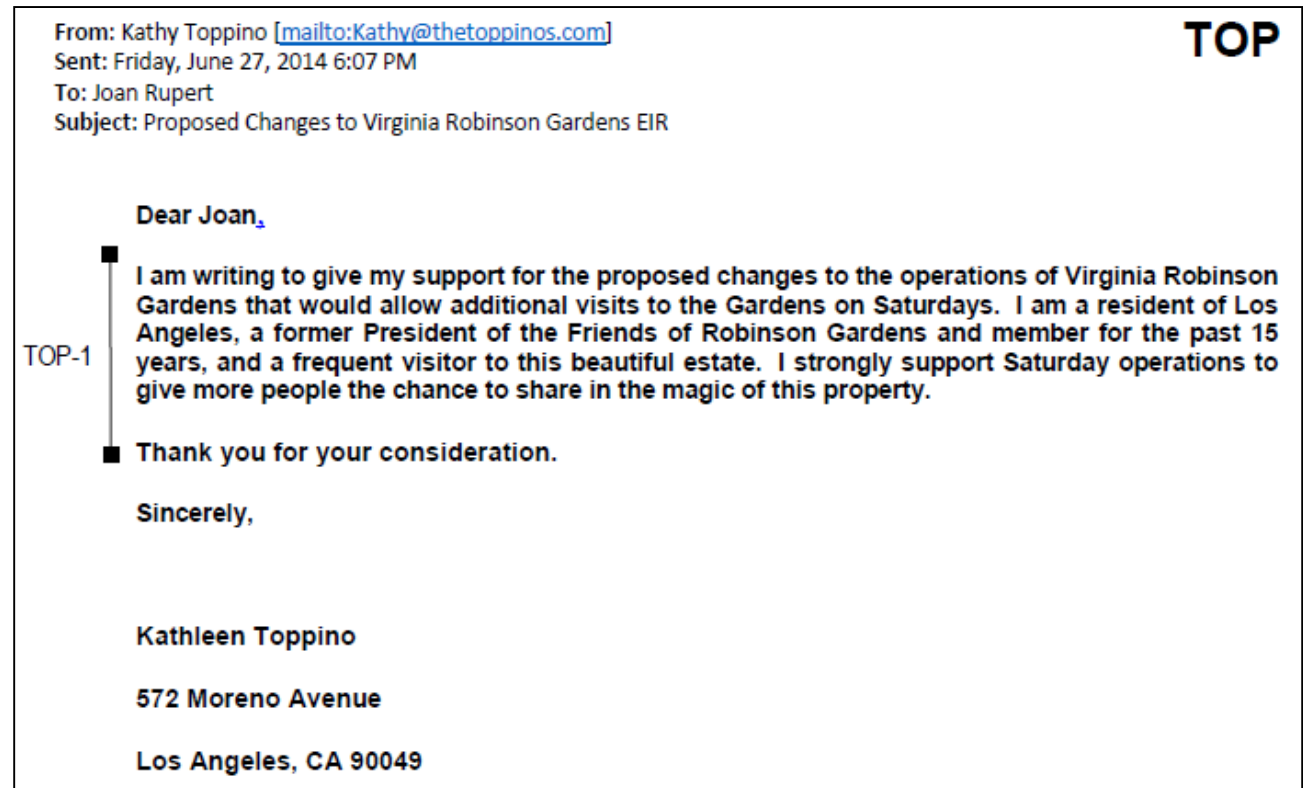 From: Kathy Toppino [mailto:Kathy@thetoppinos.com]
TOP
Sent: Friday, June 27, 2014 6:07 PM
To: Joan Rupert
Subject: Proposed Changes to Virginia Robinson Gardens EIR
Dear Joan,
I am writing to give my support for the proposed changes to the operations of Virginia Robinson
Gardens that would allow additional visits to the Gardens on Saturdays.  I am a resident of Los
Angeles, a former President of the Friends of Robinson Gardens and member for the past 15
TOP-1
years, and a frequent visitor to this beautiful estate.  I strongly support Saturday operations to
give more people the chance to share in the magic of this property.
Thank you for your consideration.
Sincerely,
Kathleen Toppino
572 Moreno Avenue
Los Angeles, CA 90049